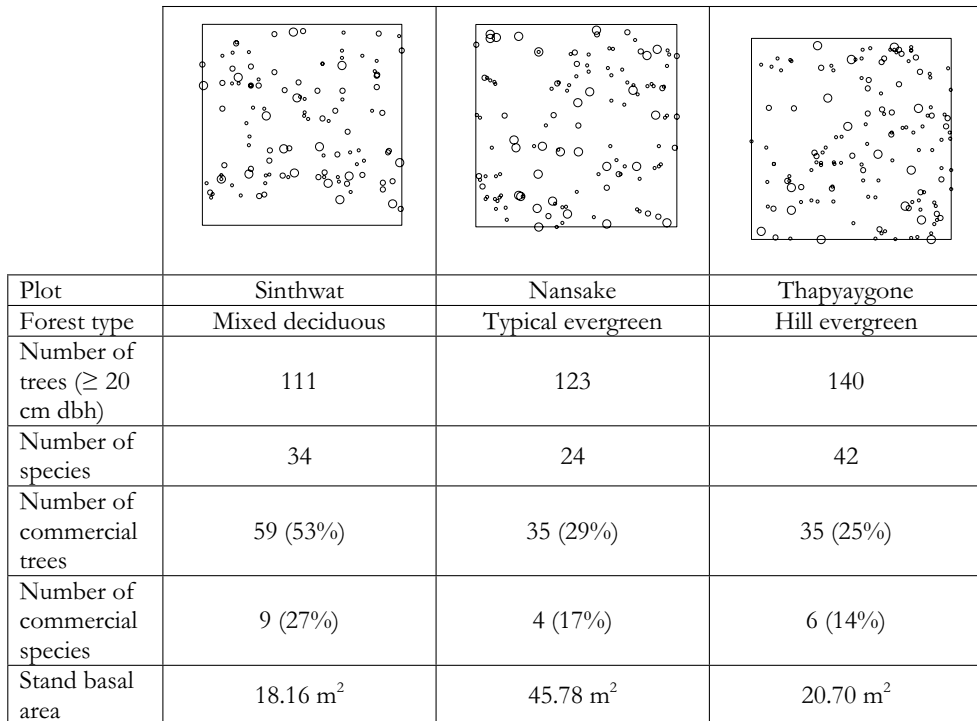 Plot Sinthwat Nansake Thapyaygone
Forest type Mixed deciduous Typical evergreen Hill evergreen
Number of
trees (≥ 20
cm dbh)
111 123 140
Number of
species
34 24 42
Number of
commercial
trees
59 (53%) 35 (29%) 35 (25%)
Number of
commercial
species
9 (27%) 4 (17%) 6 (14%)
Stand basal
area
18.16 m² 45.78 m² 20.70 m²